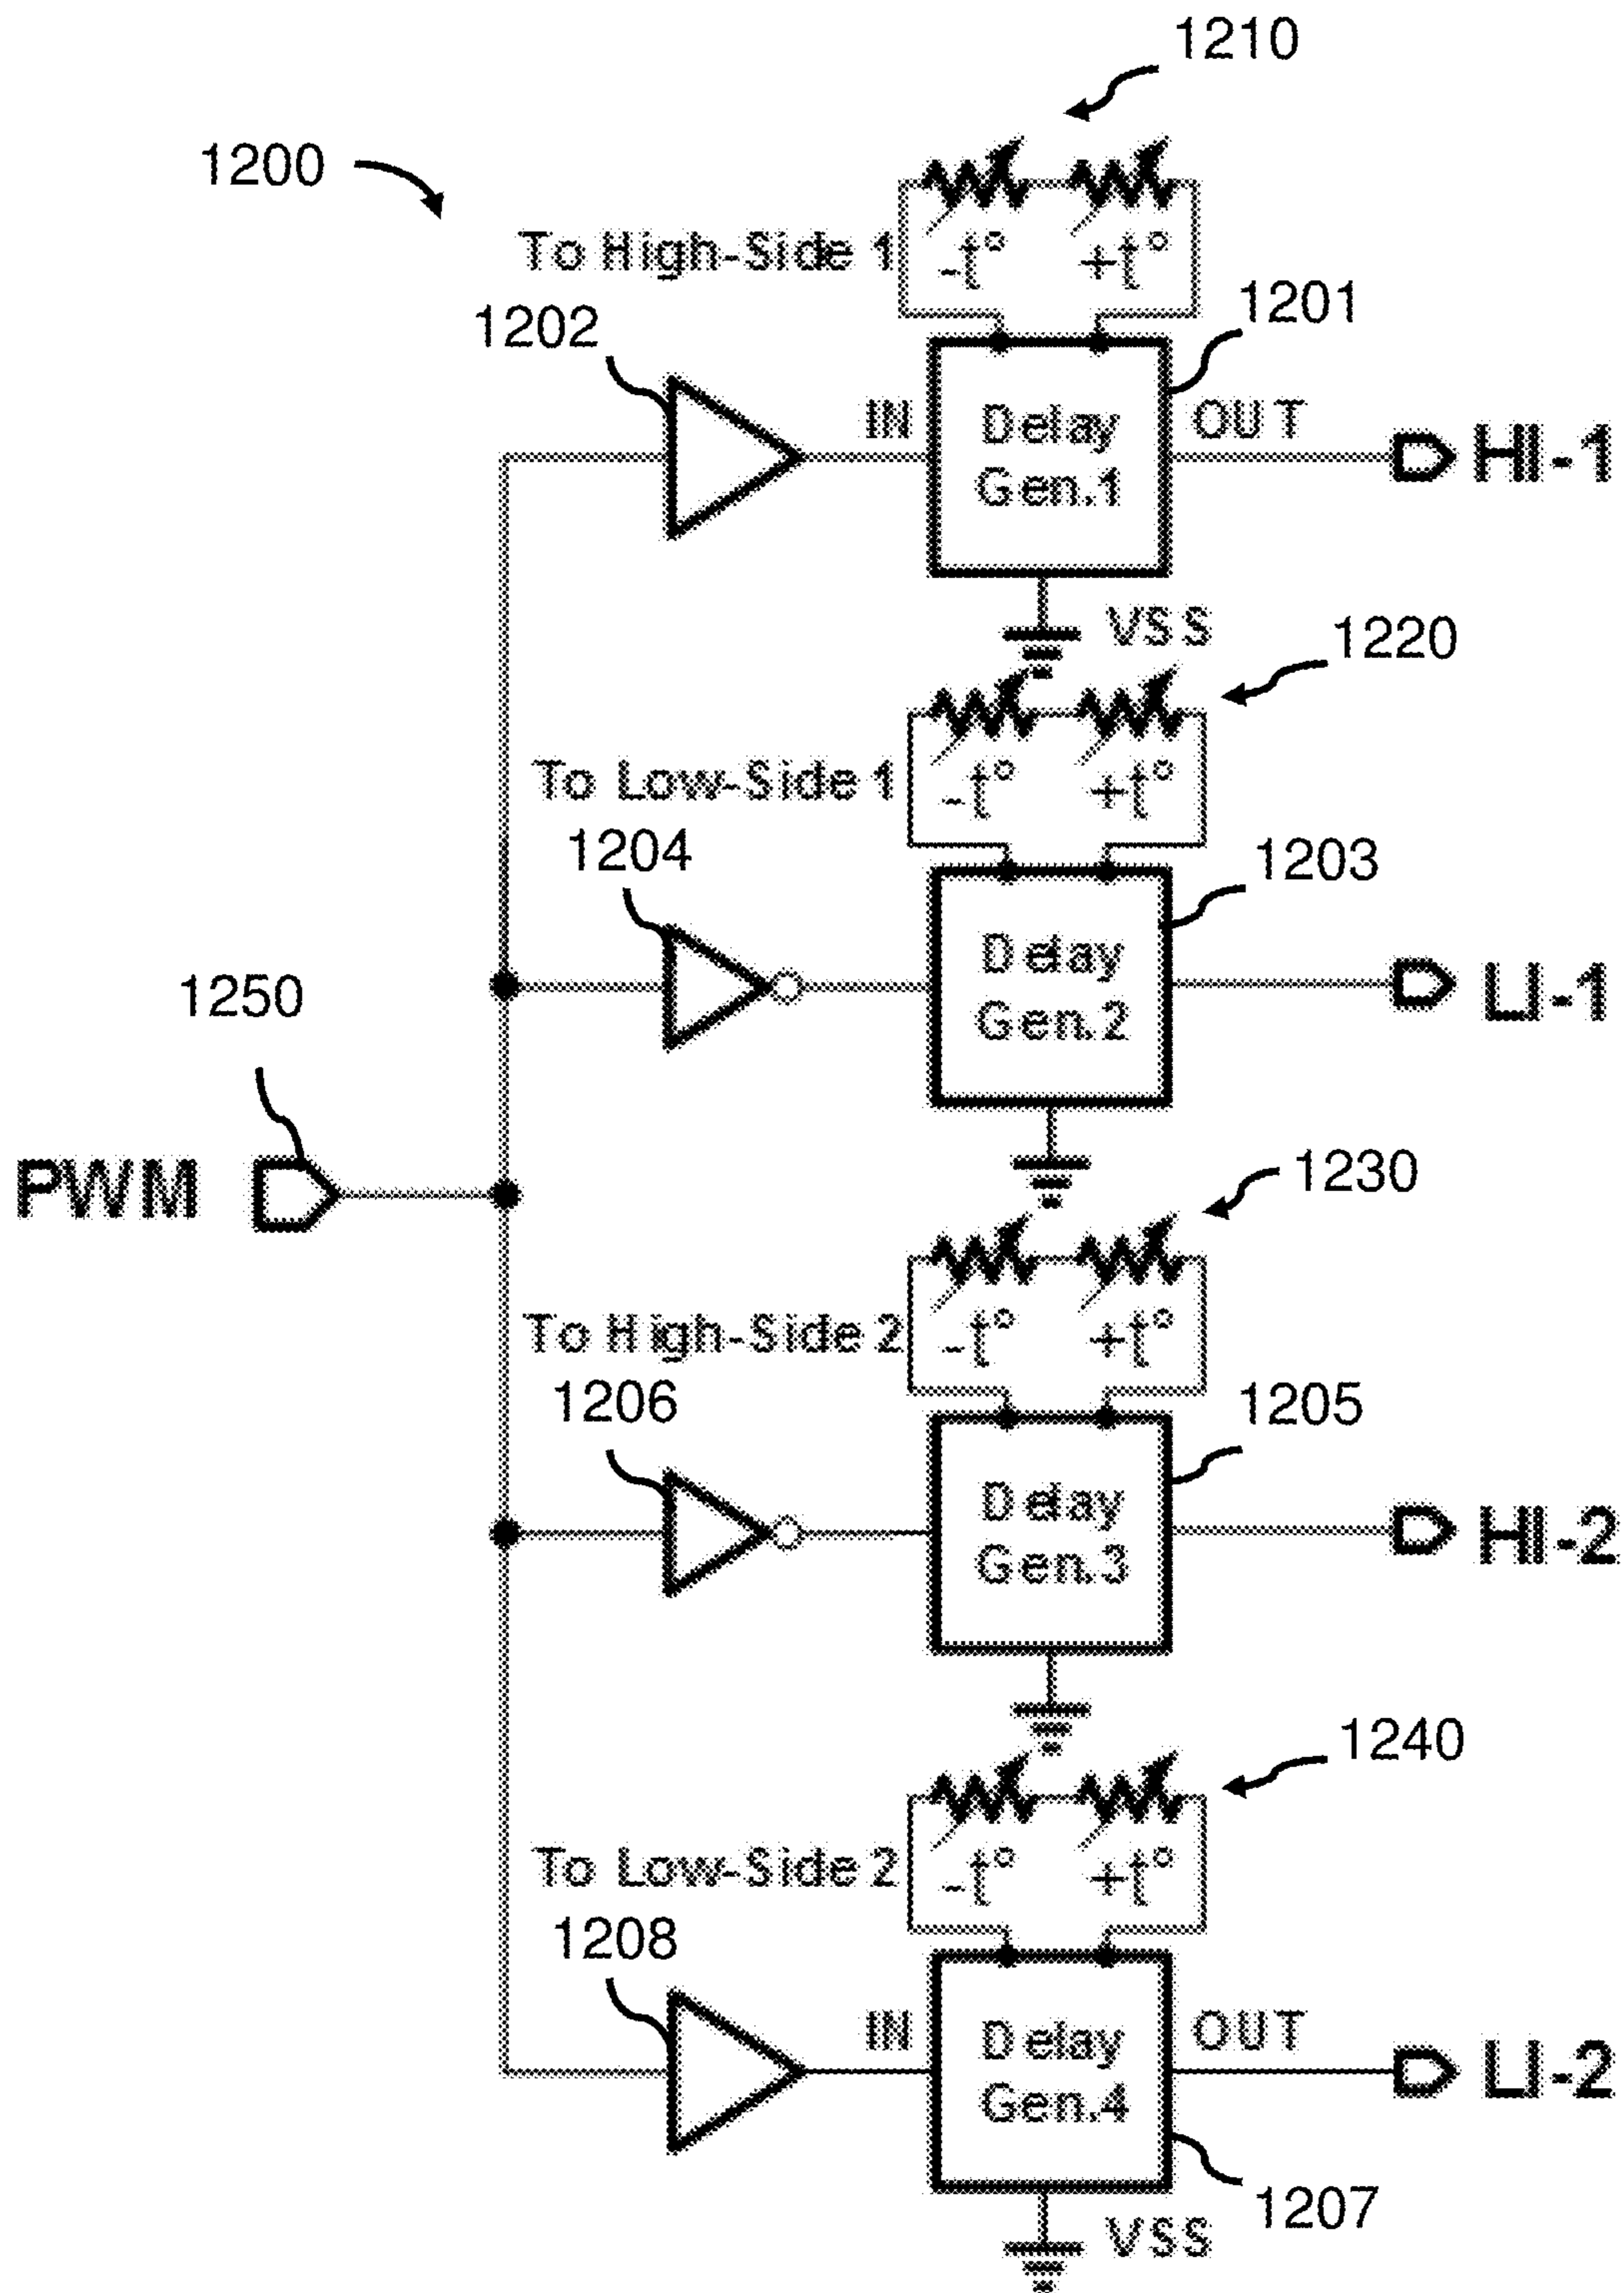 1210
1200
To High-Side 1
-t° +t°
1202
1201
IN
Delay
Gen.1
OUT
HI-1
VSS
1220
To Low-Side 1
-t° +t°
1204
1203
Delay
Gen.2
LI-1
1250
PWM
1230
To High-Side 2
-t° +t°
1206
1205
Delay
Gen.3
HI-2
1240
To Low-Side 2
-t° +t°
1208
IN
Delay
Gen.4
OUT
LI-2
1207
VSS